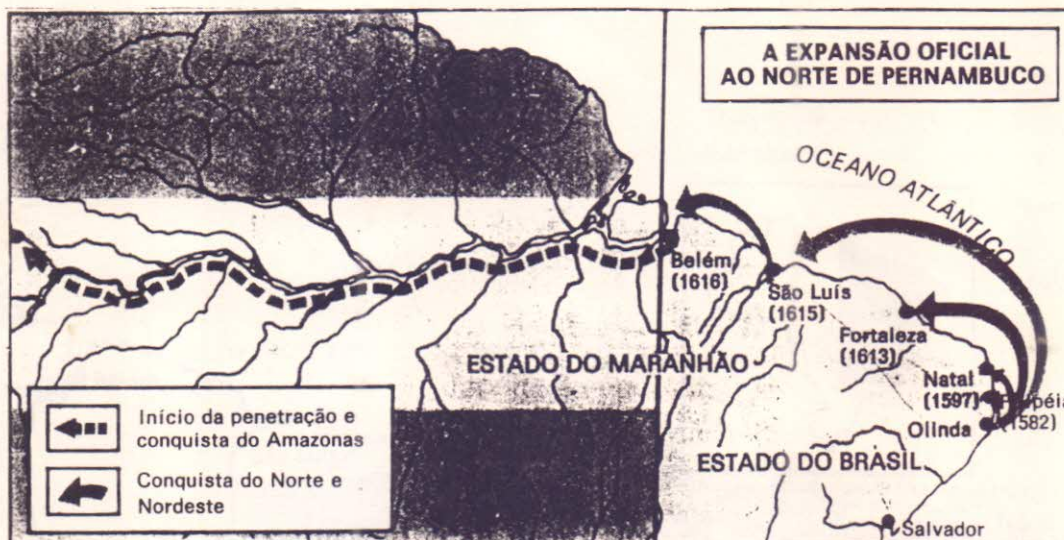 A EXPANSÃO OFICIAL
AO NORTE DE PERNAMBUCO
OCEANO ATLÂNTICO
Belém
(1616)
São Luís
(1615)
Fortaleza
(1613)
ESTADO DO MARANHÃO
Natal
(1597)
(1582)
Olinda
ESTADO DO BRASIL
Salvador
Início da penetração e
conquista do Amazonas
Conquista do Norte e
Nordeste